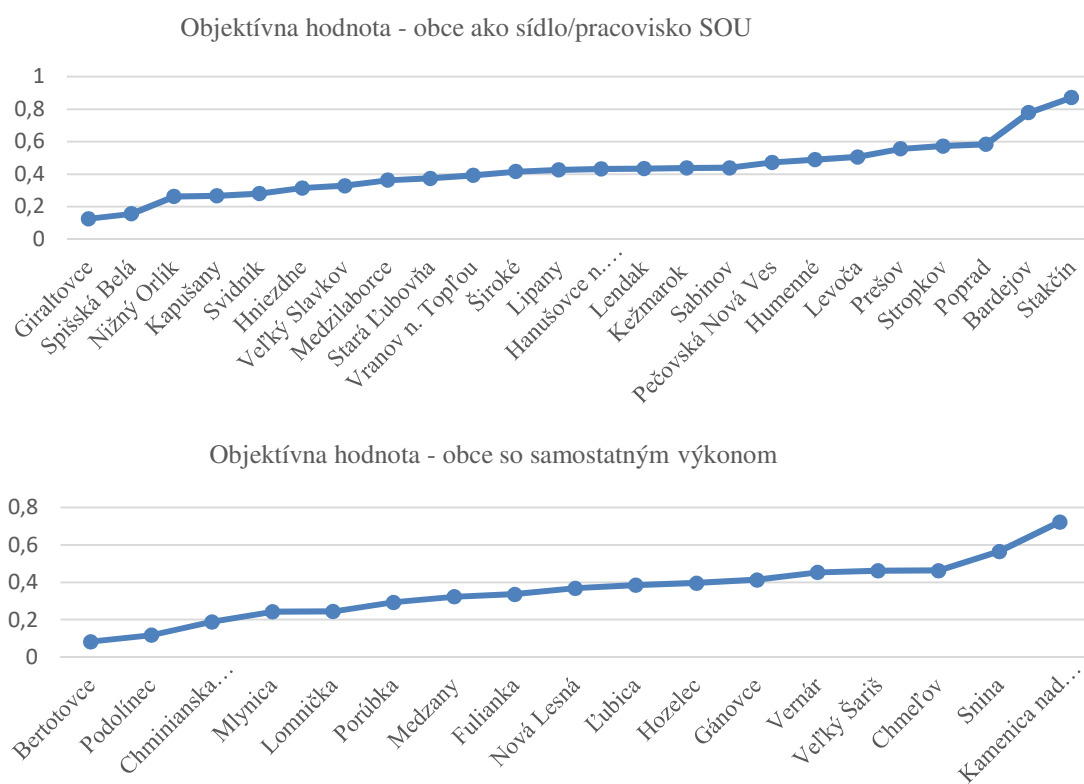 Objektívna hodnota - obce ako sídlo/pracovisko SOU
1
0,8
0,6
0,4
0,2
0
Giraltovce
Spišská Belá
Nižný Orlík
Kapušany
Svidník
Hniezdne
Veľký Slavkov
Medzilaborce
Stará Ľubovňa
Vranov n. Topľou
Široké
Lipany
Hanušovce n.…
Lendak
Kežmarok
Sabinov
Pečovská Nová Ves
Humenné
Levoča
Prešov
Stropkov
Poprad
Bardejov
Stakčín
Objektívna hodnota - obce so samostatným výkonom
0,8
0,6
0,4
0,2
0
Bertotovce
Podolínec
Chminianska…
Mlynica
Lomnička
Porúbka
Medzany
Fulianka
Nová Lesná
Ľubica
Hozelec
Gánovce
Vernár
Veľký Šariš
Chmeľov
Snina
Kamenica nad…